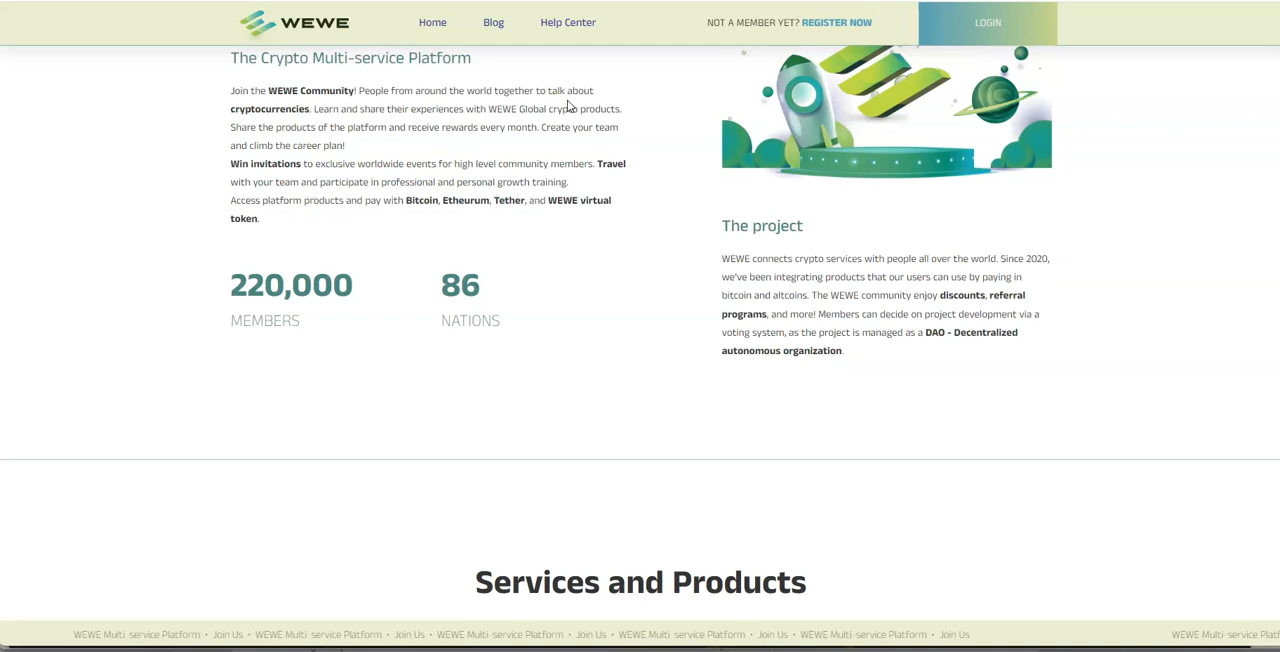 WEWE
Home
Blog
Help Center
NOT A MEMBER YET? REGISTER NOW
LOGIN
The Crypto Multi-service Platform
Join the WEWE Community! People from around the world together to talk about
cryptocurrencies. Learn and share their experiences with WEWE Global crypto products.
Share the products of the platform and receive rewards every month. Create your team
and climb the career plan!
Win invitations to exclusive worldwide events for high level community members. Travel
with your team and participate in professional and personal growth training.
Access platform products and pay with Bitcoin, Etheurum, Tether, and WEWE virtual
token.
220,000
MEMBERS
86
NATIONS
The project
WEWE connects crypto services with people all over the world. Since 2020,
we've been integrating products that our users can use by paying in
bitcoin and altcoins. The WEWE community enjoy discounts, referral
programs, and more! Members can decide on project development via a
voting system, as the project is managed as a DAO - Decentralized
autonomous organization.
Services and Products
WEWE Multi-service Platform • Join Us • WEWE Multi-service Platform • Join Us • WEWE Multi-service Platform • Join Us • WEWE Multi-service Platform • Join Us • WEWE Multi-service Platform • Join Us WEWE Multi-service Platf